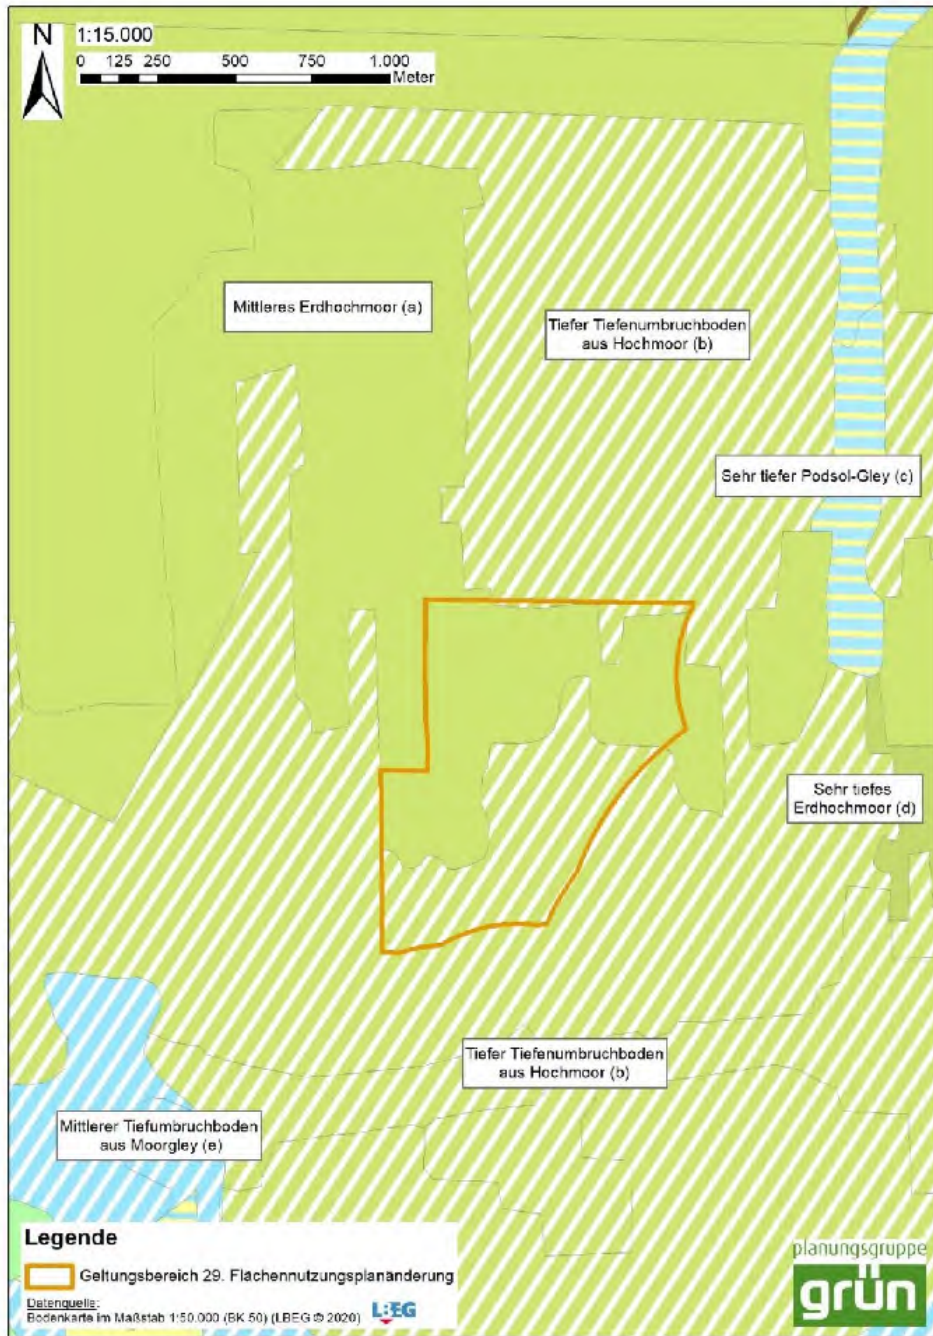 N
1:15.000
0 125 250 500 750 1.000
Meter
Mittleres Erdhochmoor (a)
Tiefer Tiefenumbruchboden
aus Hochmoor (b)
Sehr tiefer Podsol-Gley (c)
Sehr tiefes
Erdhochmoor (d)
Tiefer Tiefenumbruchboden
aus Hochmoor (b)
Mittlerer Tiefumbruchboden
aus Moorgley (e)
Legende
Geltungsbereich 29. Flächennutzungsplanänderung
Datenquelle:
Bodenkarte im Maßstab 1:50.000 (BK 50) (LBEG © 2020)
LBEG
planungsgruppe
grün